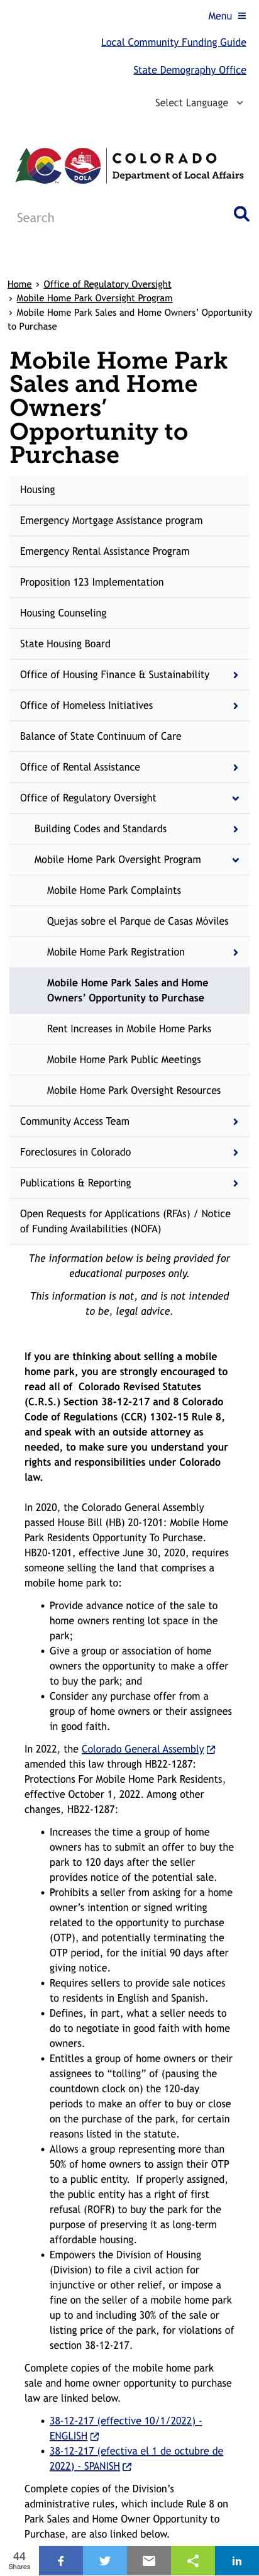 Menu
Local Community Funding Guide
State Demography Office
Select Language
DOLA
COLORADO
Department of Local Affairs
Search
Home › Office of Regulatory Oversight
› Mobile Home Park Oversight Program
› Mobile Home Park Sales and Home Owners’ Opportunity
to Purchase
Mobile Home Park
Sales and Home
Owners’
Opportunity to
Purchase
Housing
Emergency Mortgage Assistance program
Emergency Rental Assistance Program
Proposition 123 Implementation
Housing Counseling
State Housing Board
Office of Housing Finance & Sustainability
Office of Homeless Initiatives
Balance of State Continuum of Care
Office of Rental Assistance
Office of Regulatory Oversight
Building Codes and Standards
Mobile Home Park Oversight Program
Mobile Home Park Complaints
Quejas sobre el Parque de Casas Móviles
Mobile Home Park Registration
Mobile Home Park Sales and Home
Owners’ Opportunity to Purchase
Rent Increases in Mobile Home Parks
Mobile Home Park Public Meetings
Mobile Home Park Oversight Resources
Community Access Team
Foreclosures in Colorado
Publications & Reporting
Open Requests for Applications (RFAs) / Notice
of Funding Availabilities (NOFA)
The information below is being provided for
educational purposes only.
This information is not, and is not intended
to be, legal advice.
If you are thinking about selling a mobile
home park, you are strongly encouraged to
read all of Colorado Revised Statutes
(C.R.S.) Section 38-12-217 and 8 Colorado
Code of Regulations (CCR) 1302-15 Rule 8,
and speak with an outside attorney as
needed, to make sure you understand your
rights and responsibilities under Colorado
law.
In 2020, the Colorado General Assembly
passed House Bill (HB) 20-1201: Mobile Home
Park Residents Opportunity To Purchase.
HB20-1201, effective June 30, 2020, requires
someone selling the land that comprises a
mobile home park to:
• Provide advance notice of the sale to
home owners renting lot space in the
park;
• Give a group or association of home
owners the opportunity to make a offer
to buy the park; and
• Consider any purchase offer from a
group of home owners or their assignees
in good faith.
In 2022, the Colorado General Assembly
amended this law through HB22-1287:
Protections For Mobile Home Park Residents,
effective October 1, 2022. Among other
changes, HB22-1287:
• Increases the time a group of home
owners has to submit an offer to buy the
park to 120 days after the seller
provides notice of the potential sale.
• Prohibits a seller from asking for a home
owner’s intention or signed writing
related to the opportunity to purchase
(OTP), and potentially terminating the
OTP period, for the initial 90 days after
giving notice.
• Requires sellers to provide sale notices
to residents in English and Spanish.
• Defines, in part, what a seller needs to
do to negotiate in good faith with home
owners.
• Entitles a group of home owners or their
assignees to “tolling” of (pausing the
countdown clock on) the 120-day
periods to make an offer to buy or close
on the purchase of the park, for certain
reasons listed in the statute.
• Allows a group representing more than
50% of home owners to assign their OTP
to a public entity. If properly assigned,
the public entity has a right of first
refusal (ROFR) to buy the park for the
purpose of preserving it as long-term
affordable housing.
• Empowers the Division of Housing
(Division) to file a civil action for
injunctive or other relief, or impose a
fine on the seller of a mobile home park
up to and including 30% of the sale or
listing price of the park, for violations of
section 38-12-217.
Complete copies of the mobile home park
sale and home owner opportunity to purchase
law are linked below.
• 38-12-217 (effective 10/1/2022) -
ENGLISH
• 38-12-217 (efectiva el 1 de octubre de
2022) - SPANISH
Complete copies of the Division’s
administrative rules, which include Rule 8 on
Park Sales and Home Owner Opportunity to
Purchase, are also linked below.
44
Shares